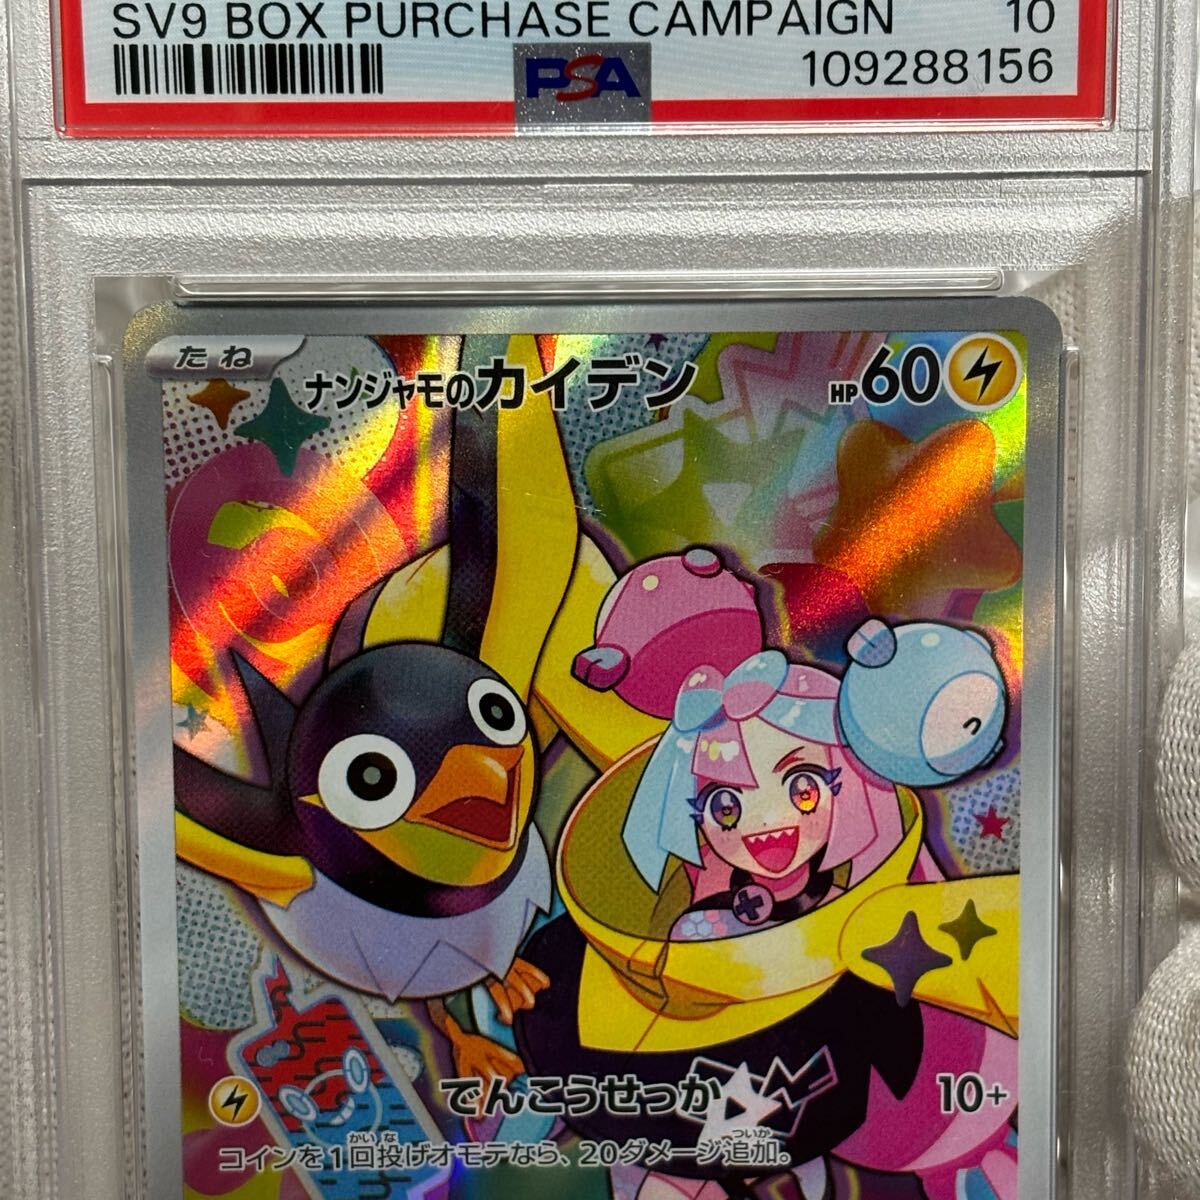 SV9 BOX PURCHASE CAMPAIGN 10
PSA 109288156
たね ナンジャモのカイデン HP 60
でんこうせっか 10+
コインを1回投げオモテなら、20ダメージ追加。